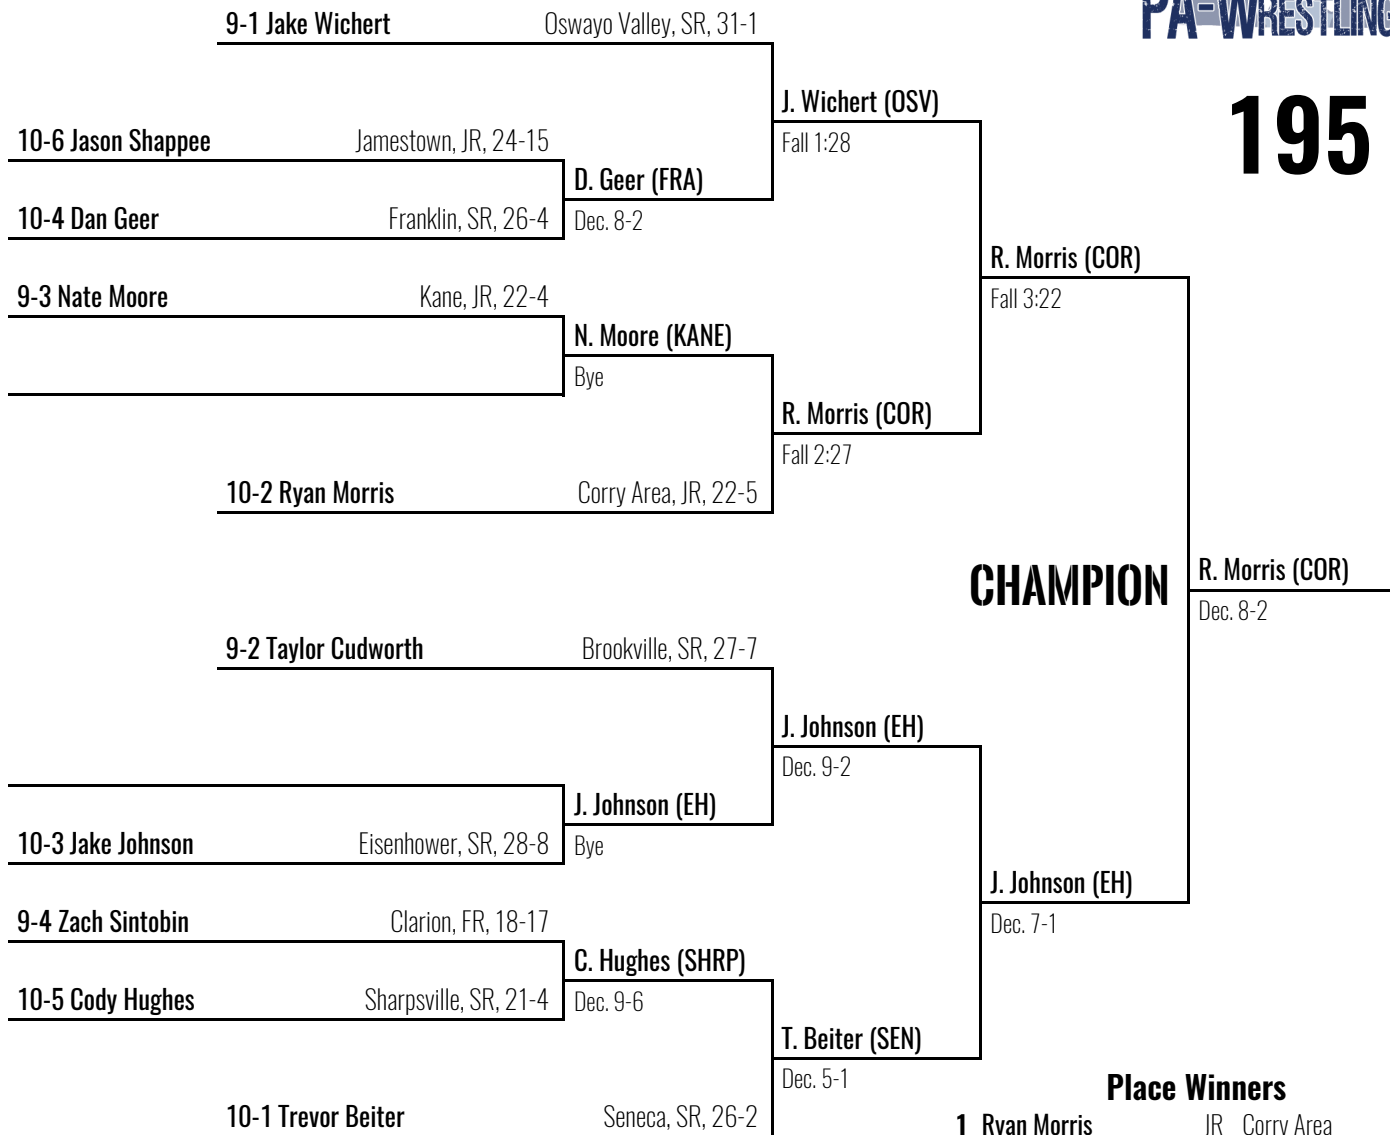 PA-WRESTLING
195
9-1 Jake Wichert Oswayo Valley, SR, 31-1
J. Wichert (OSV)
Fall 1:28
10-6 Jason Shappee Jamestown, JR, 24-15
D. Geer (FRA)
Dec. 8-2
10-4 Dan Geer Franklin, SR, 26-4
R. Morris (COR)
Fall 3:22
9-3 Nate Moore Kane, JR, 22-4
N. Moore (KANE)
Bye
R. Morris (COR)
Fall 2:27
10-2 Ryan Morris Corry Area, JR, 22-5
CHAMPION
R. Morris (COR)
Dec. 8-2
9-2 Taylor Cudworth Brookville, SR, 27-7
J. Johnson (EH)
Dec. 9-2
J. Johnson (EH)
Bye
10-3 Jake Johnson Eisenhower, SR, 28-8
J. Johnson (EH)
Dec. 7-1
9-4 Zach Sintobin Clarion, FR, 18-17
C. Hughes (SHRP)
Dec. 9-6
10-5 Cody Hughes Sharpsville, SR, 21-4
T. Beiter (SEN)
Dec. 5-1
10-1 Trevor Beiter Seneca, SR, 26-2
Place Winners
1 Ryan Morris JR Corry Area